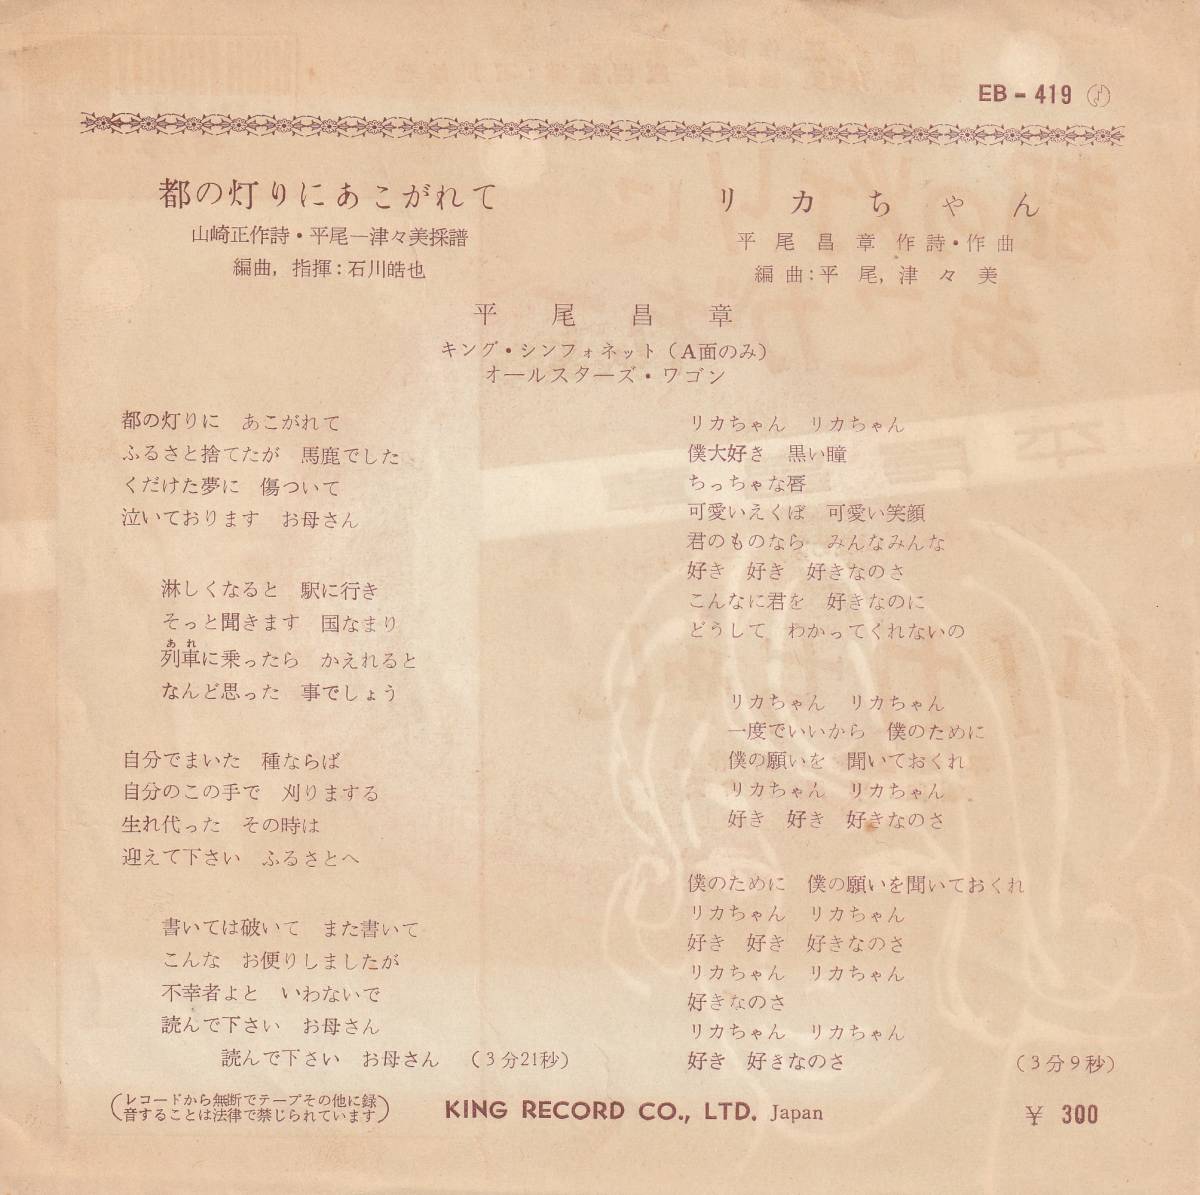 EB-419
都の灯りにあこがれて
山崎正作詩・平尾一津々美採譜
編曲,指揮:石川皓也
リカちゃん
平尾昌章作詩・作曲
編曲:平尾,津々美
平尾昌章
キング・シンフォネット(A面のみ)
オールスターズ・ワゴン
都の灯りに あこがれて
ふるさと捨てたが 馬鹿でした
くだけた夢に 傷ついて
泣いております お母さん
淋しくなると 駅に行き
そっと聞きます 国なまり
あれ
列車に乗ったら かえれると
なんど思った 事でしょう
自分でまいた 種ならば
自分のこの手で 刈りまする
生れ代った その時は
迎えて下さい ふるさとへ
書いては破いて また書いて
こんな お便りしましたが
不幸者よと いわないで
読んで下さい お母さん
読んで下さい お母さん (3分21秒)
リカちゃん リカちゃん
僕大好き 黒い瞳
ちっちゃな唇
可愛いえくぼ 可愛い笑顔
君のものなら みんなみんな
好き 好き 好きなのさ
こんなに君を 好きなのに
どうして わかってくれないの
リカちゃん リカちゃん
一度でいいから 僕のために
僕の願いを 聞いておくれ
リカちゃん リカちゃん
好き 好き 好きなのさ
僕のために 僕の願いを聞いておくれ
リカちゃん リカちゃん
好き 好き 好きなのさ
リカちゃん リカちゃん
好きなのさ
リカちゃん リカちゃん
好き 好きなのさ (3分9秒)
(レコードから無断でテープその他に録
音することは法律で禁じられています)
KING RECORD CO., LTD. Japan
¥ 300